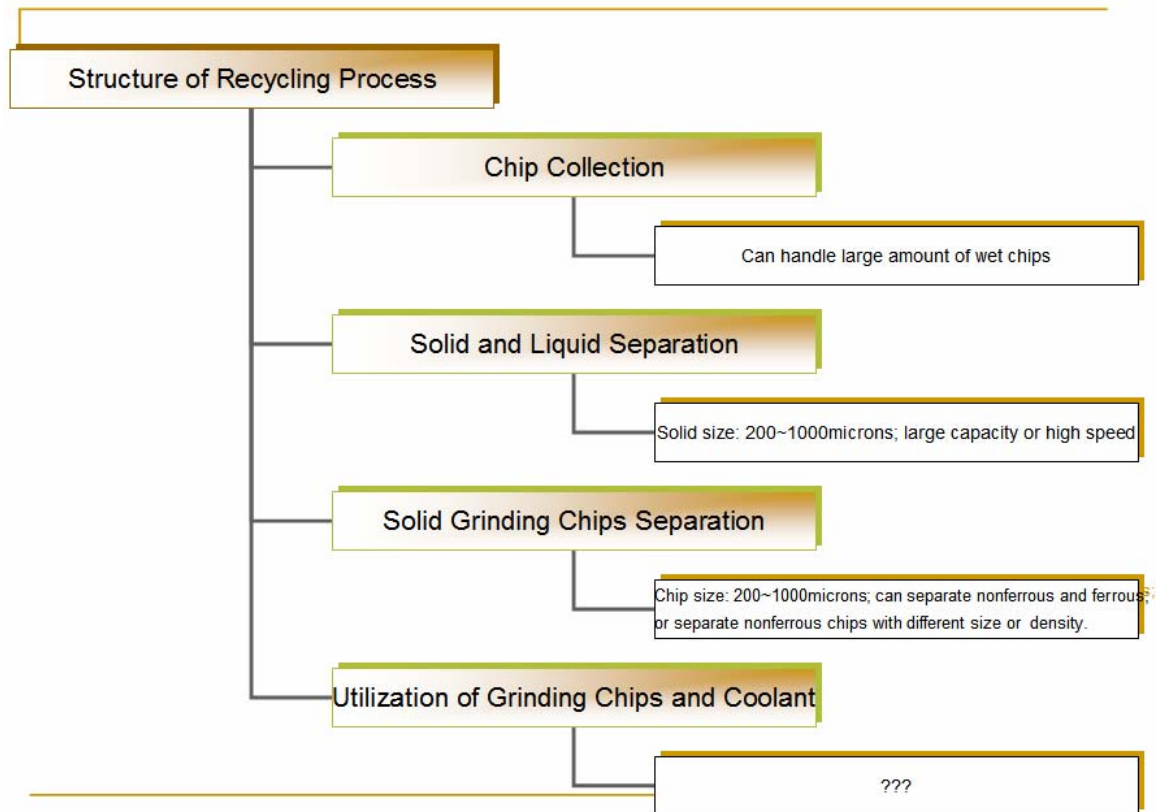 Structure of Recycling Process
Chip Collection
Can handle large amount of wet chips
Solid and Liquid Separation
Solid size: 200~1000microns; large capacity or high speed
Solid Grinding Chips Separation
Chip size: 200~1000microns; can separate nonferrous and ferrous;
or separate nonferrous chips with different size or density.
Utilization of Grinding Chips and Coolant
???